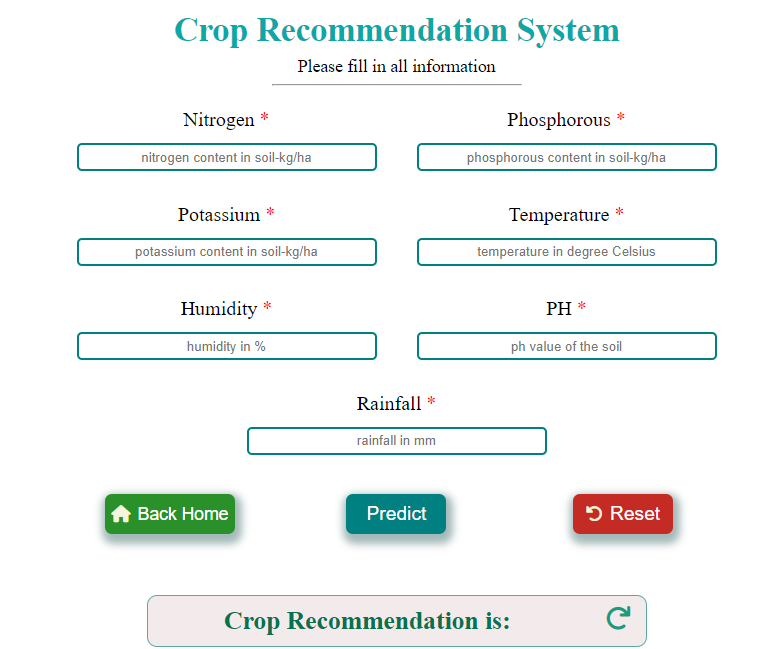 Crop Recommendation System
Please fill in all information
Nitrogen *
Phosphorous *
nitrogen content in soil-kg/ha
phosphorous content in soil-kg/ha
Potassium *
Temperature *
potassium content in soil-kg/ha
temperature in degree Celsius
Humidity *
PH *
humidity in %
ph value of the soil
Rainfall *
rainfall in mm
Back Home
Predict
Reset
Crop Recommendation is: